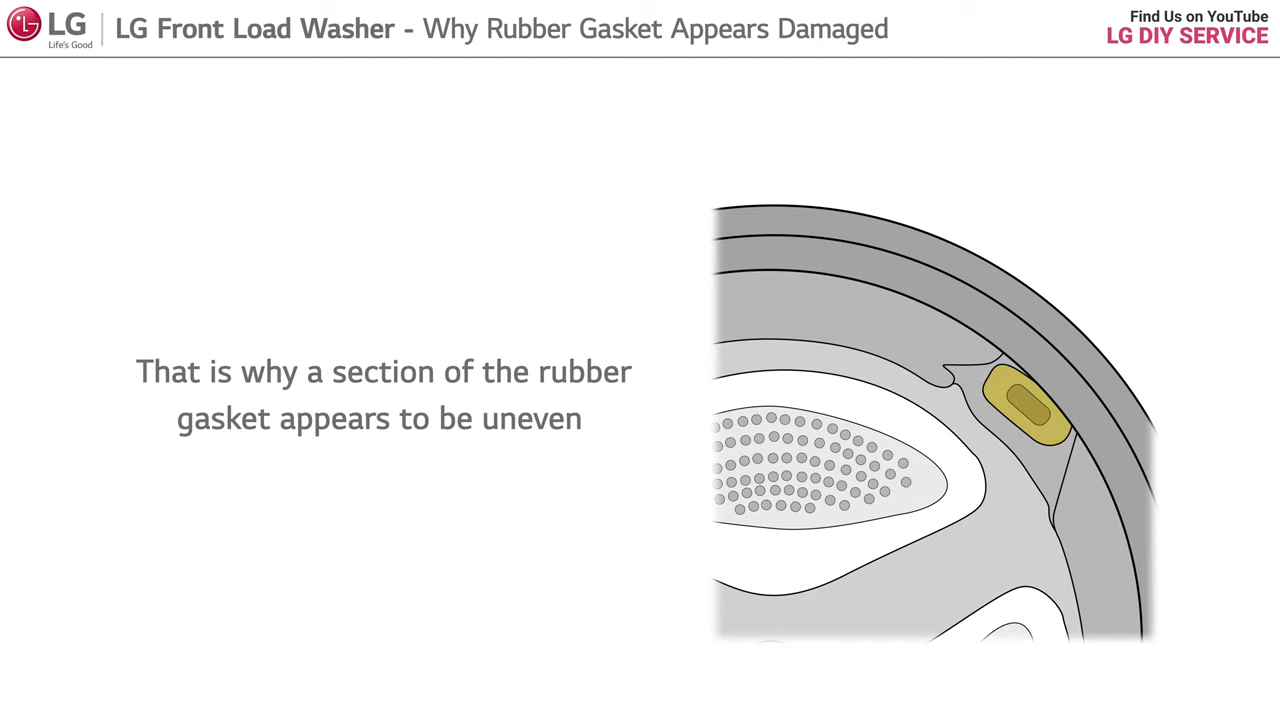 LG
Life's Good
LG Front Load Washer - Why Rubber Gasket Appears Damaged
Find Us on YouTube
LG DIY SERVICE
That is why a section of the rubber
gasket appears to be uneven